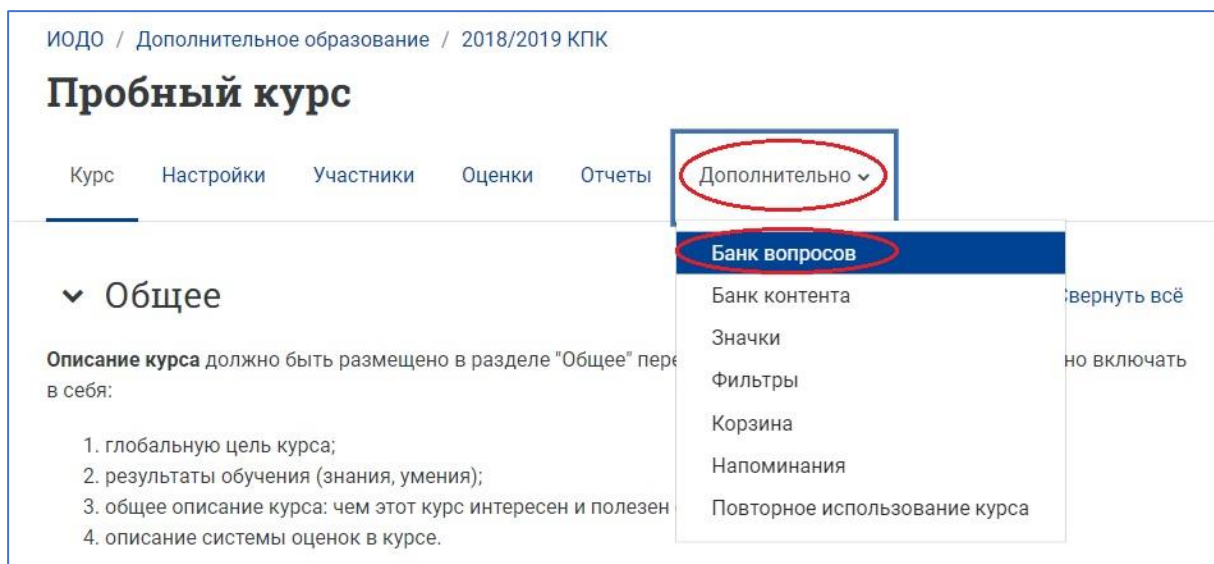 ИОДО / Дополнительное образование / 2018/2019 КПК
Пробный курс
Курс Настройки Участники Оценки Отчеты Дополнительно
Банк вопросов
Общее
Банк контента
Свернуть всё
Значки
Описание курса должно быть размещено в разделе "Общее" включать
Фильтры
в себя:
Корзина
1. глобальную цель курса;
Напоминания
2. результаты обучения (знания, умения);
3. общее описание курса: чем этот курс интересен и полезен
Повторное использование курса
4. описание системы оценок в курсе.